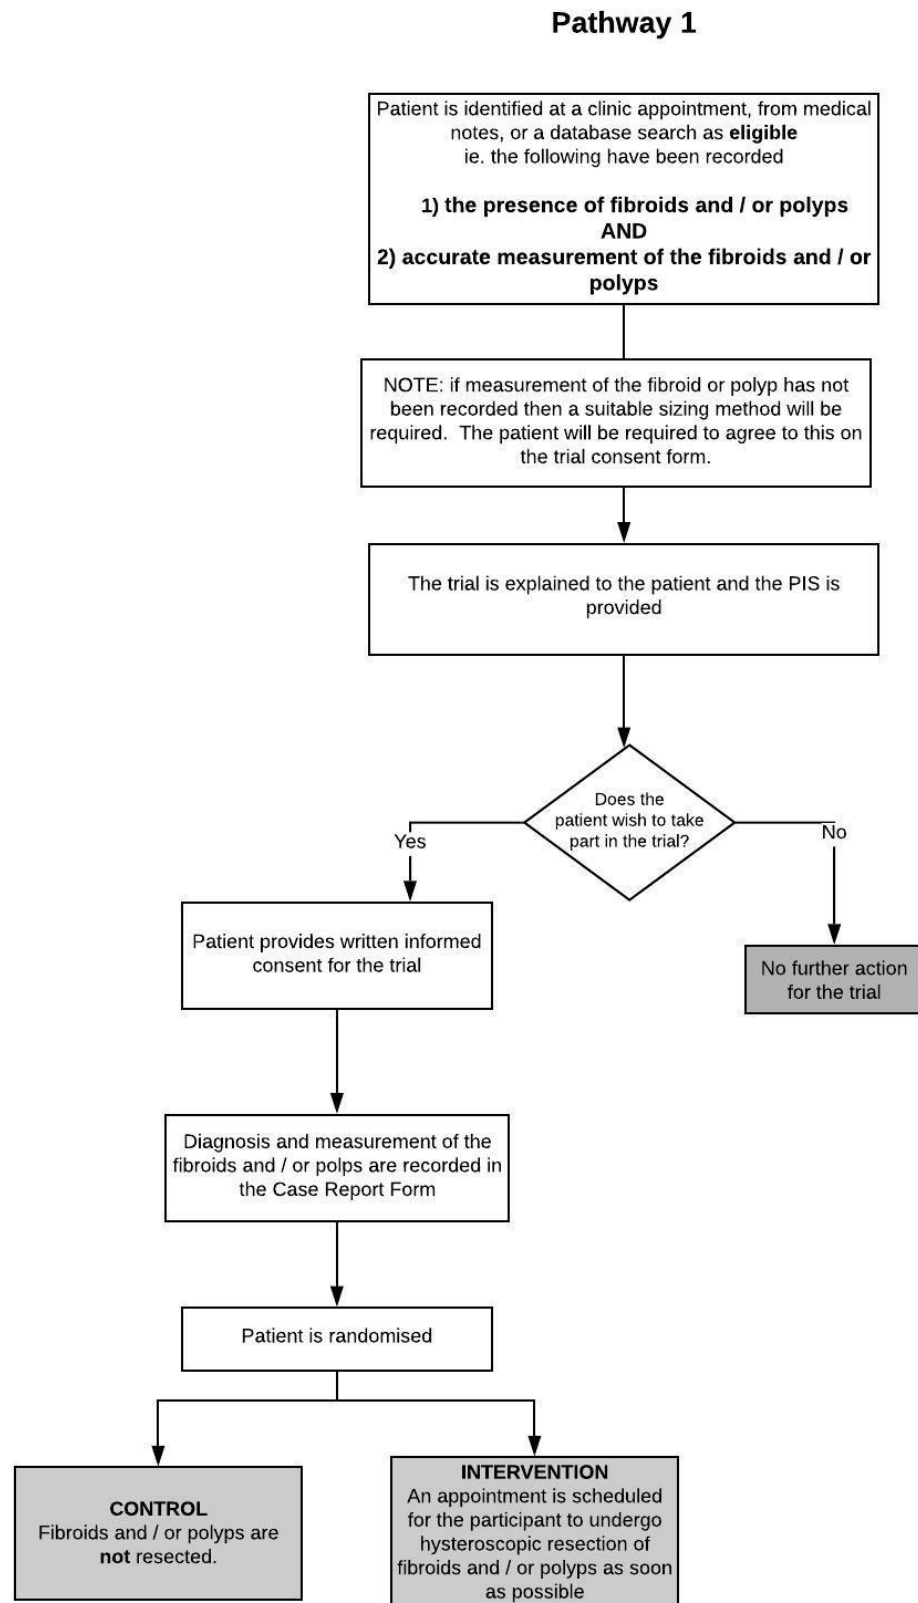 Pathway 1
Patient is identified at a clinic appointment, from medical
notes, or a database search as eligible
ie. the following have been recorded
1) the presence of fibroids and / or polyps
AND
2) accurate measurement of the fibroids and / or
polyps
NOTE: if measurement of the fibroid or polyp has not
been recorded then a suitable sizing method will be
required. The patient will be required to agree to this on
the trial consent form.
The trial is explained to the patient and the PIS is
provided
Does the
patient wish to take
part in the trial?
Yes
No
Patient provides written informed
consent for the trial
No further action
for the trial
Diagnosis and measurement of the
fibroids and / or polps are recorded in
the Case Report Form
Patient is randomised
CONTROL
Fibroids and / or polyps are
not resected.
INTERVENTION
An appointment is scheduled
for the participant to undergo
hysteroscopic resection of
fibroids and / or polyps as soon
as possible